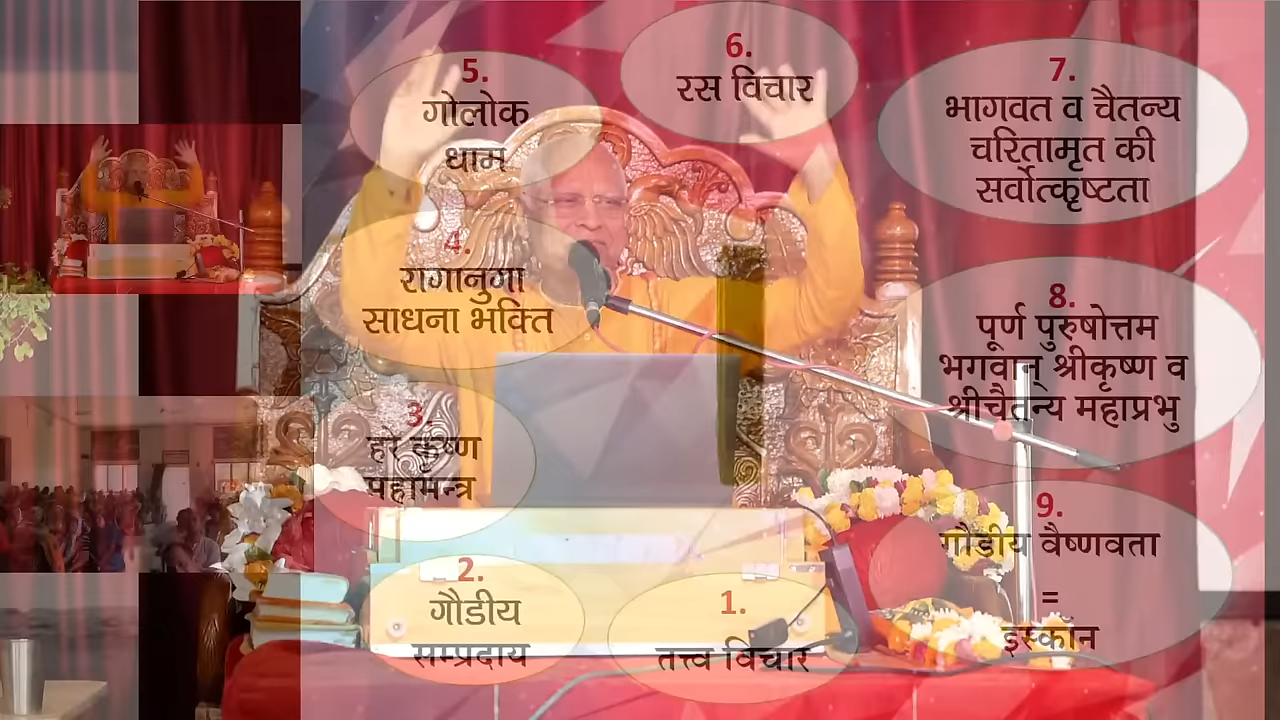 5.
गोलोक
धाम
6.
रस विचार
7.
भागवत व चैतन्य
चरितामृत की
सर्वोत्कृष्टता
4.
रागानुगा
साधना भक्ति
8.
पूर्ण पुरुषोत्तम
भगवान् श्रीकृष्ण व
श्रीचैतन्य महाप्रभु
3.
हरे कृष्ण
महामन्त्र
9.
गौडीय वैष्णवता
=
इस्कॉन
2.
गौडीय
सम्प्रदाय
1.
तत्त्व विचार